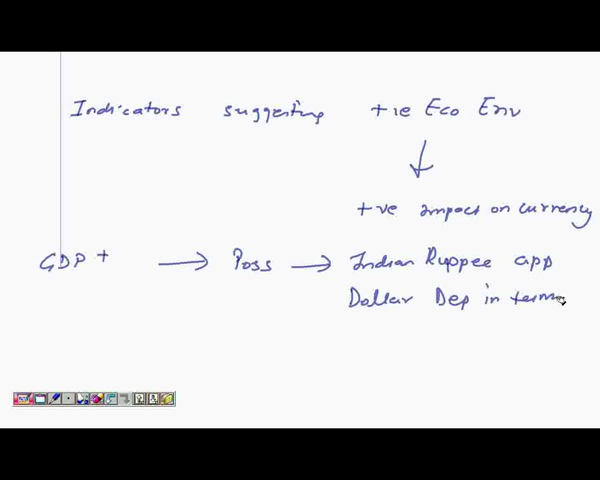 Indicators suggesting +ve Eco Env
+ve impact on currency
GDP + → Poss → Indian Ruppee app
Dollar Dep in terms